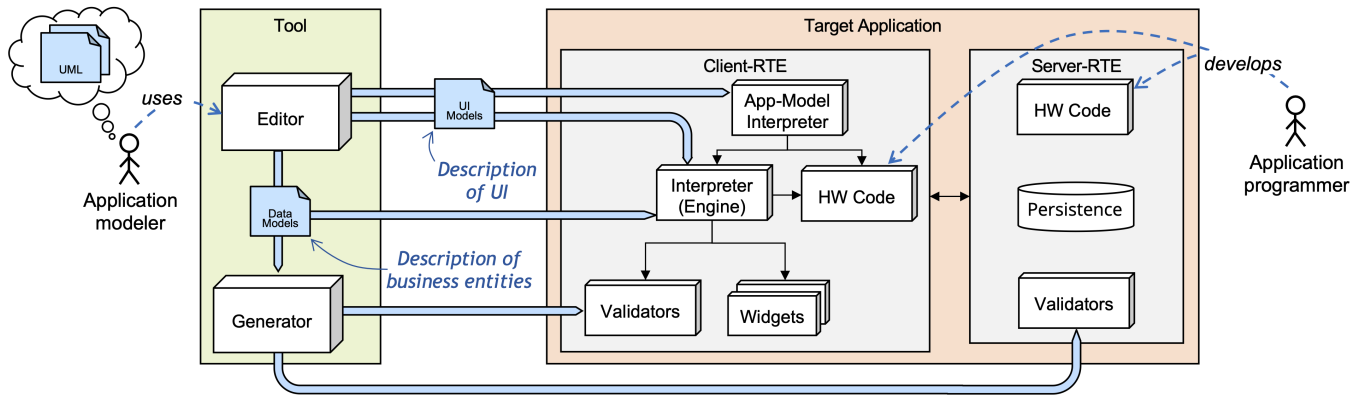 Tool
Target Application
UML
Client-RTE
Server-RTE
uses
develops
Editor
UI
Models
App-Model
Interpreter
HW Code
Application
modeler
Description
of UI
Interpreter
(Engine)
HW Code
Application
programmer
Data
Models
Persistence
Description of
business entities
Generator
Validators
Widgets
Validators